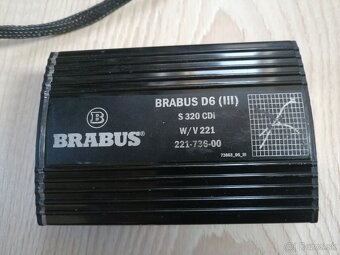 BRABUS D6 (III)
S 320 CDi
W/V 221
221-736-00
B
BRABUS®